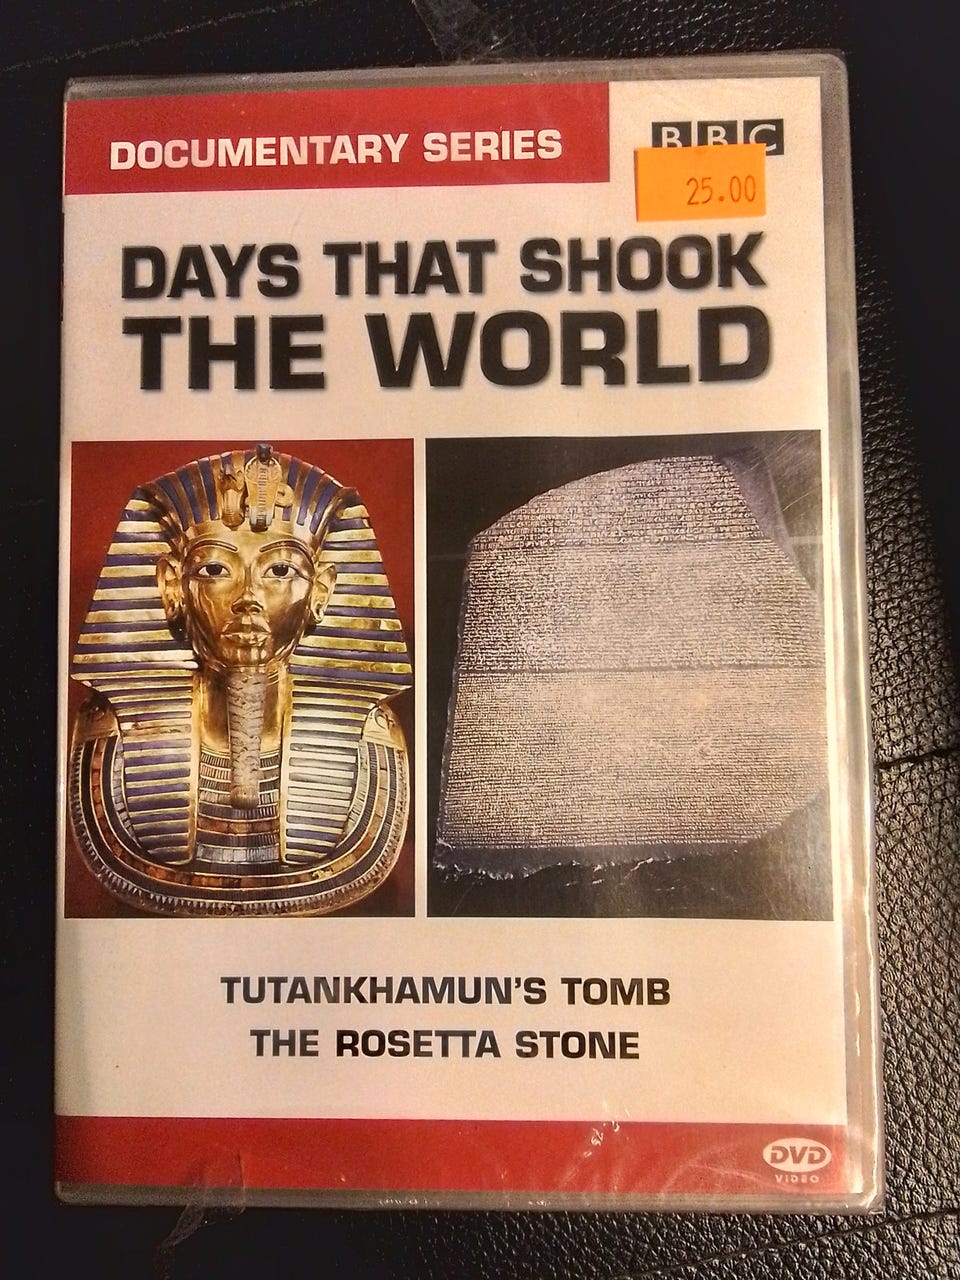 DOCUMENTARY SERIES
BBC
25.00
DAYS THAT SHOOK
THE WORLD
TUTANKHAMUN'S TOMB
THE ROSETTA STONE
DVD
VIDEO